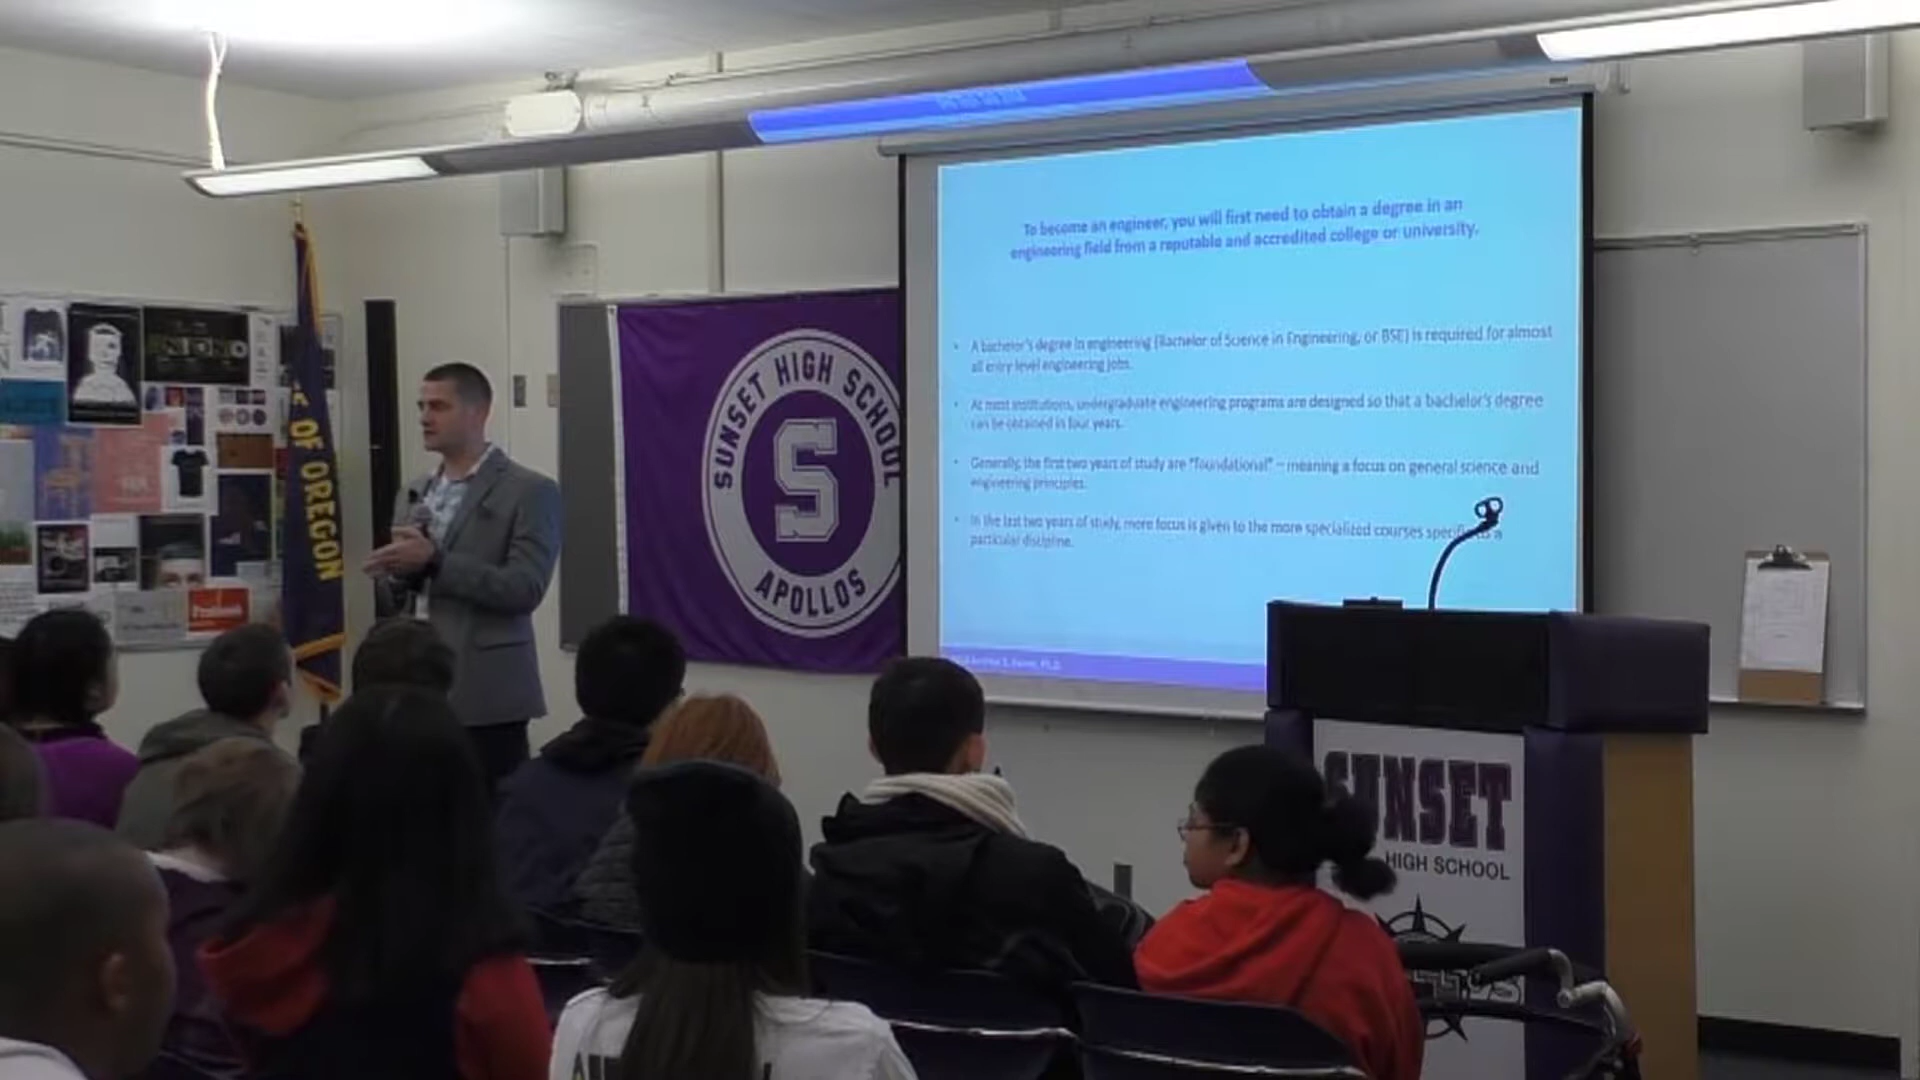 To become an engineer, you will first need to obtain a degree in an
engineering field from a reputable and accredited college or university.
• A bachelor's degree in engineering (Bachelor of Science in Engineering, or BSE) is required for almost
all entry level engineering jobs.
• At most institutions, undergraduate engineering programs are designed so that a bachelor's degree
can be obtained in four years.
• Generally, the first two years of study are "foundational" – meaning a focus on general science and
engineering principles.
• In the last two years of study, more focus is given to the more specialized courses specific to a
particular discipline.
SUNSET HIGH SCHOOL
S
APOLLOS
OF OREGON
SUNSET
HIGH SCHOOL